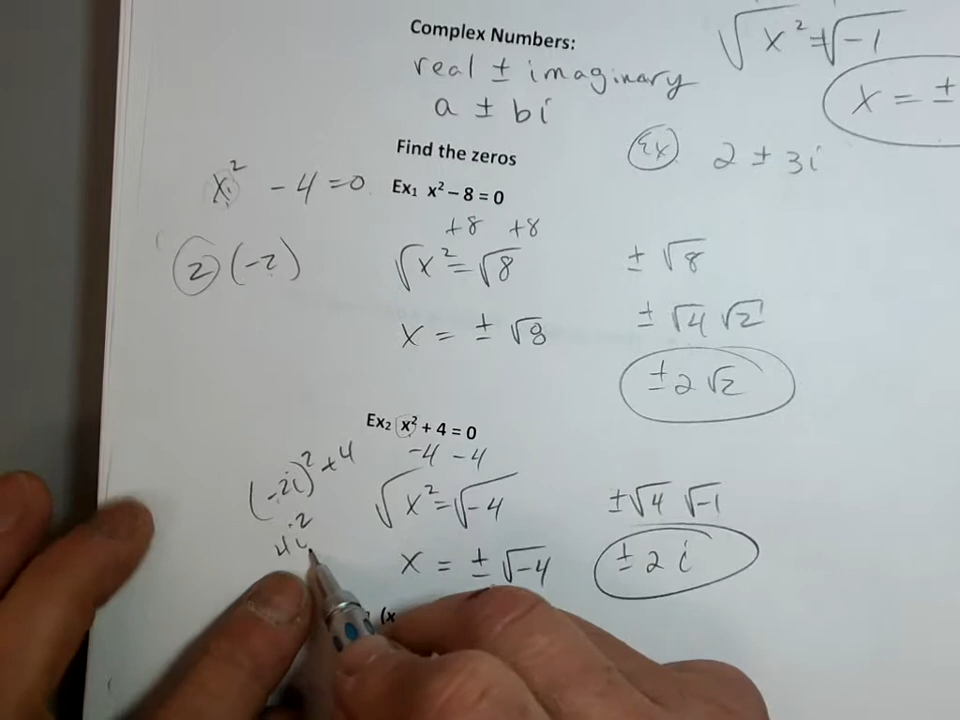 Complex Numbers:
real ± imaginary
a ± bi
√x² = √-1
x = ±
Ex 2 ± 3i
Find the zeros
x² - 4 = 0
Ex₁ x² – 8 = 0
+8 +8
(2) (-2)
√x² = √8
± √8
x = ± √8
± √4 √2
± 2 √2
Ex₂ x² + 4 = 0
-4 -4
(-2i)² + 4
√x² = √-4
± √4 √-1
4i²
x = ± √-4
± 2 i
(x